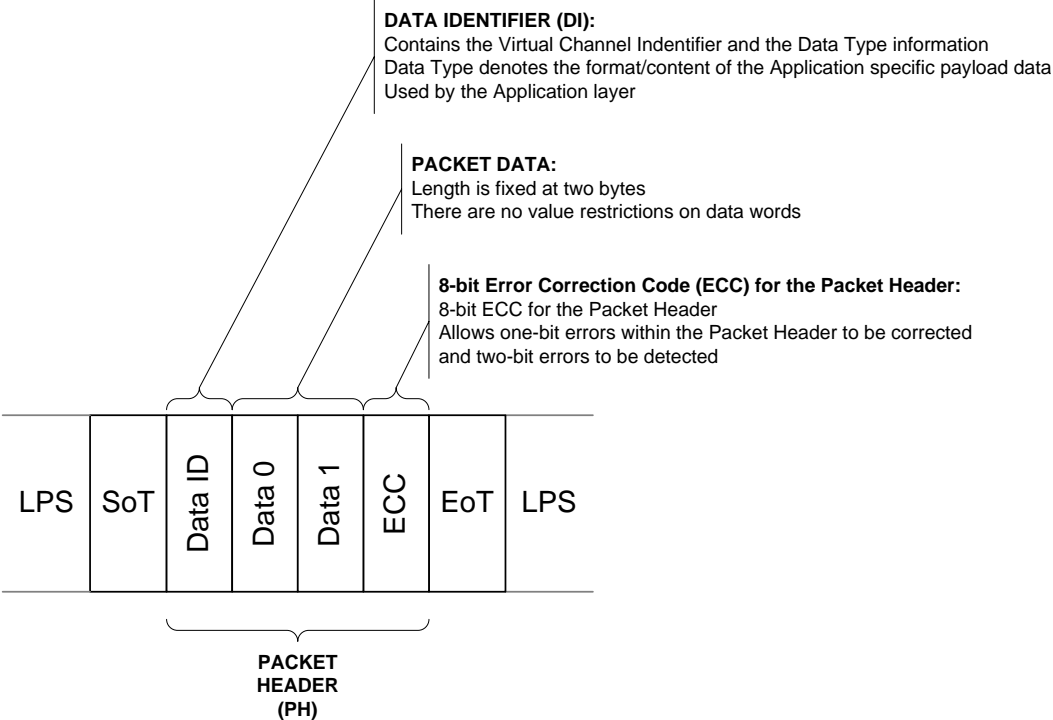 DATA IDENTIFIER (DI):
Contains the Virtual Channel Indentifier and the Data Type information
Data Type denotes the format/content of the Application specific payload data
Used by the Application layer
PACKET DATA:
Length is fixed at two bytes
There are no value restrictions on data words
8-bit Error Correction Code (ECC) for the Packet Header:
8-bit ECC for the Packet Header
Allows one-bit errors within the Packet Header to be corrected
and two-bit errors to be detected
LPS
SoT
Data ID
Data 0
Data 1
ECC
EoT
LPS
PACKET
HEADER
(PH)